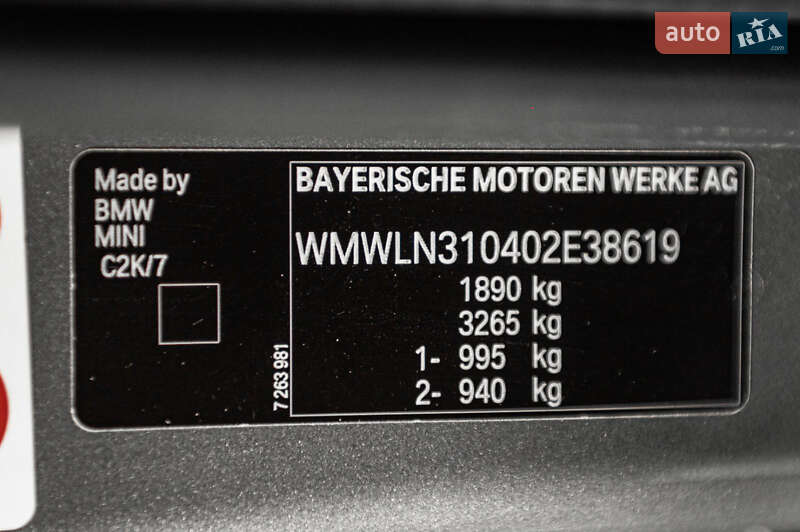 auto RIA.com
Made by
BMW
MINI
C2K/7
7 263 981
BAYERISCHE MOTOREN WERKE AG
WMWLN310402E38619
1890 kg
3265 kg
1- 995 kg
2- 940 kg